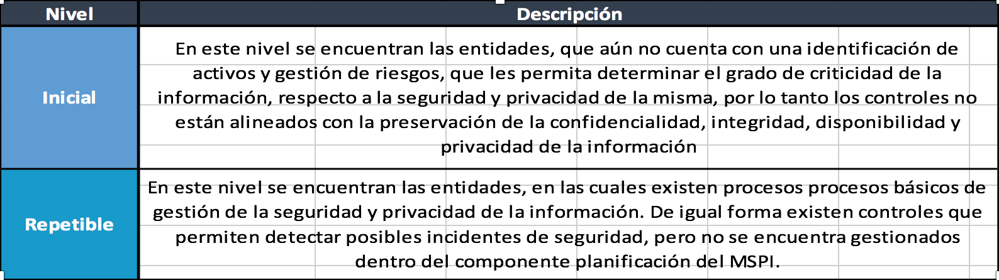 Nivel
Descripción
Inicial
En este nivel se encuentran las entidades, que aún no cuenta con una identificación de
activos y gestión de riesgos, que les permita determinar el grado de criticidad de la
información, respecto a la seguridad y privacidad de la misma, por lo tanto los controles no
están alineados con la preservación de la confidencialidad, integridad, disponibilidad y
privacidad de la información
Repetible
En este nivel se encuentran las entidades, en las cuales existen procesos procesos básicos de
gestión de la seguridad y privacidad de la información. De igual forma existen controles que
permiten detectar posibles incidentes de seguridad, pero no se encuentra gestionados
dentro del componente planificación del MSPI.